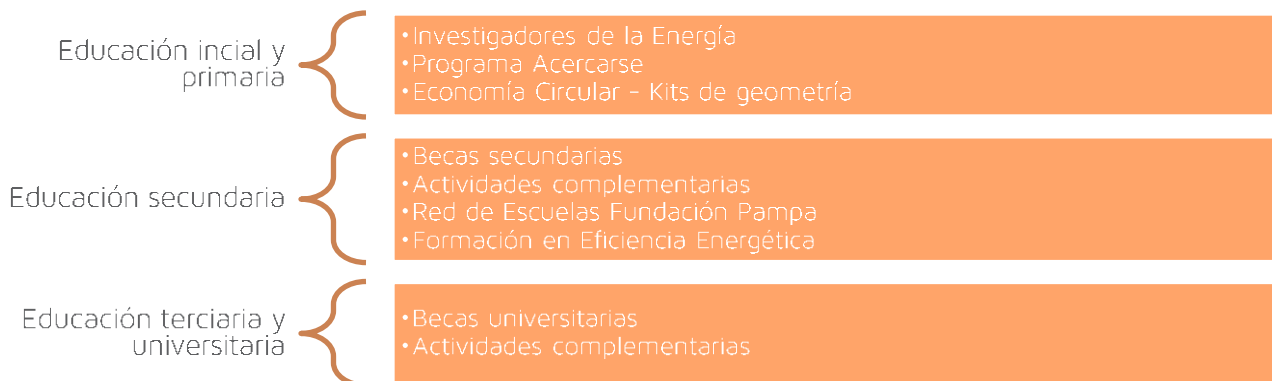 Educación incial y
primaria
•Investigadores de la Energía
•Programa Acercarse
•Economía Circular – Kits de geometría
Educación secundaria
•Becas secundarias
•Actividades complementarias
•Red de Escuelas Fundación Pampa
•Formación en Eficiencia Energética
Educación terciaria y
universitaria
•Becas universitarias
•Actividades complementarias